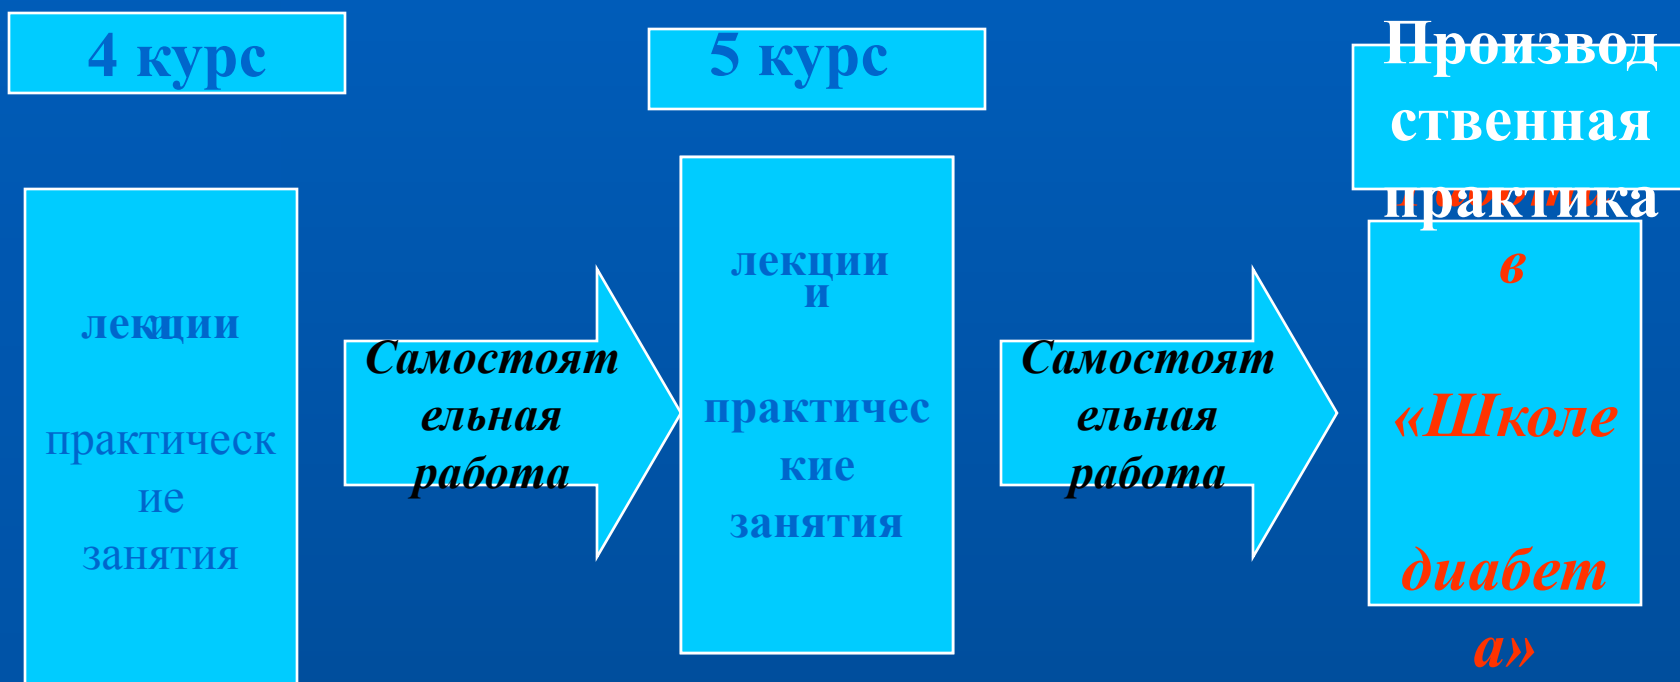 4 курс
лекции
и
практическ
ие
занятия
Самостоят
ельная
работа
5 курс
лекции
и
практичес
кие
занятия
Самостоят
ельная
работа
Производ
ственная
практика
в
«Школе
диабет
а»